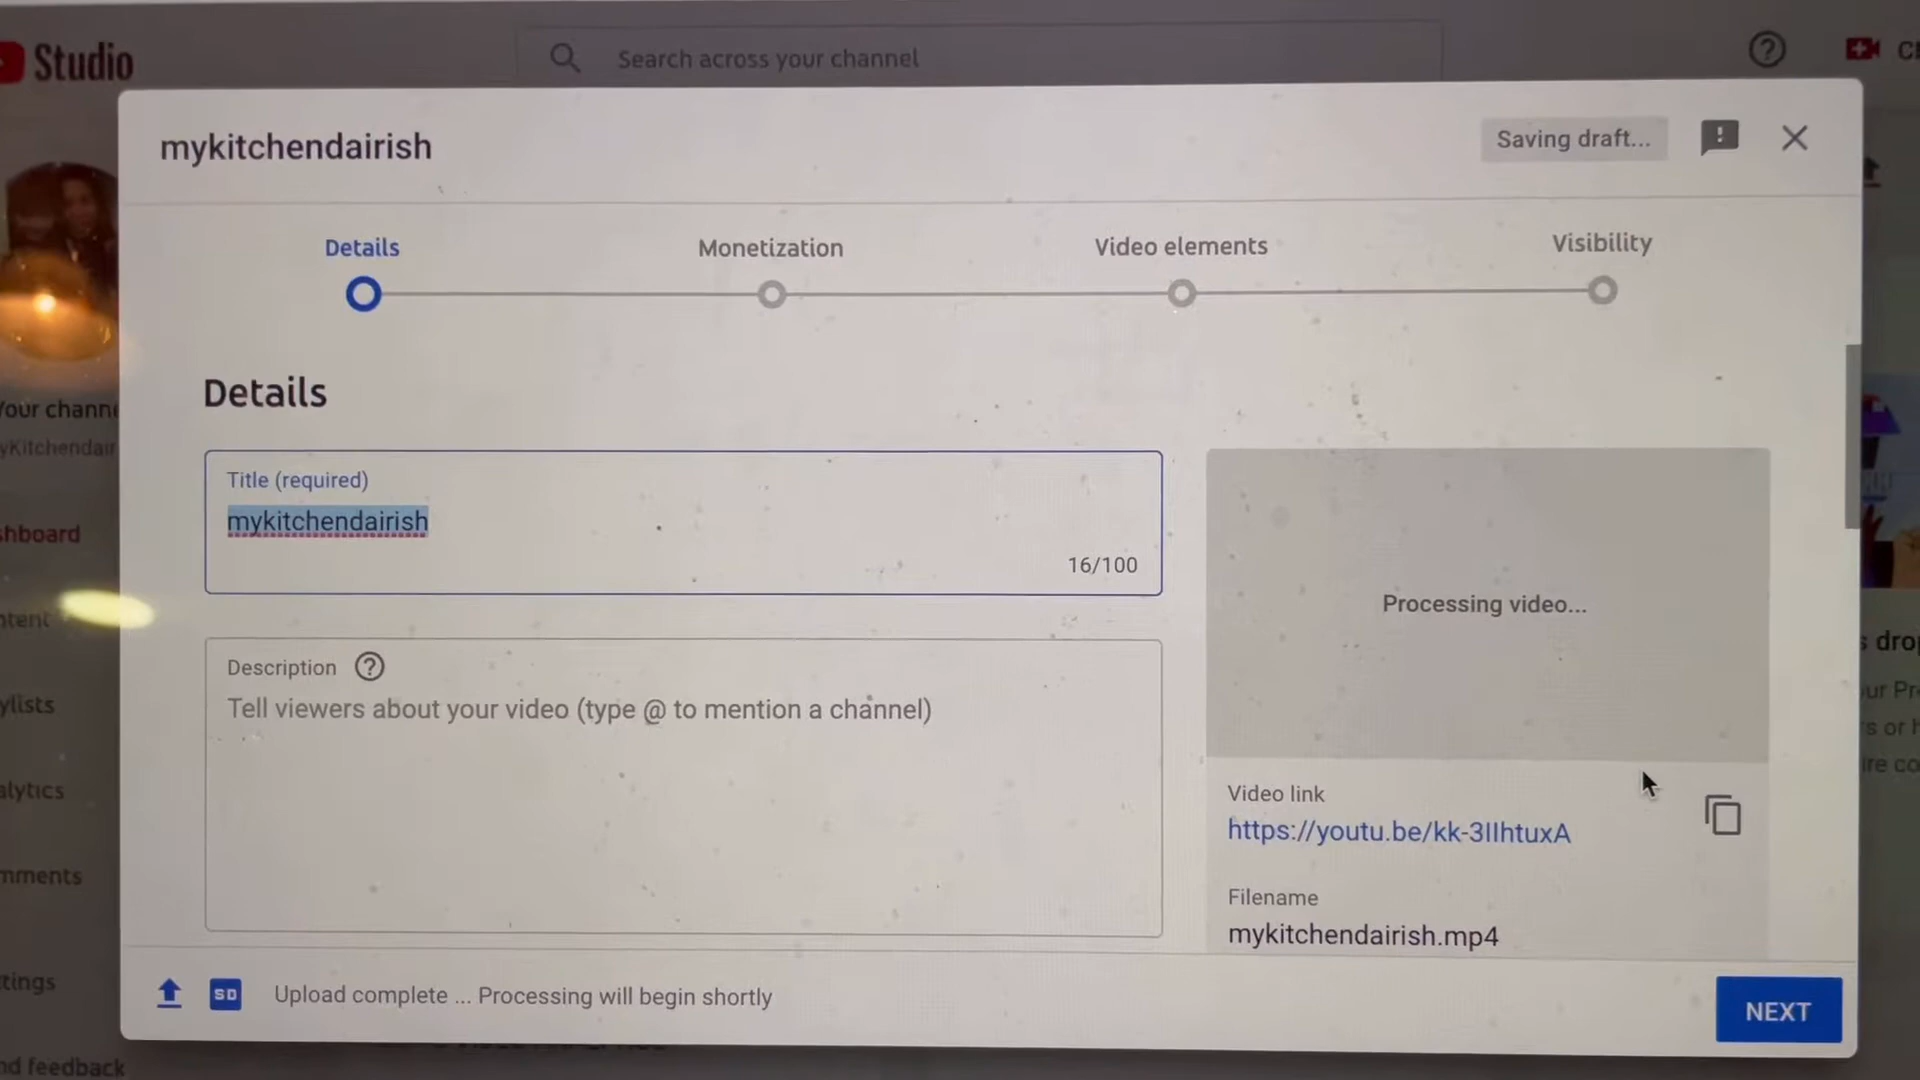 Studio
Search across your channel
mykitchendairish
Saving draft...
Details
Monetization
Video elements
Visibility
Details
Title (required)
mykitchendairish
16/100
Description
Tell viewers about your video (type @ to mention a channel)
Processing video...
Video link
https://youtu.be/kk-3IIhtuxA
Filename
mykitchendairish.mp4
SD
Upload complete ... Processing will begin shortly
NEXT